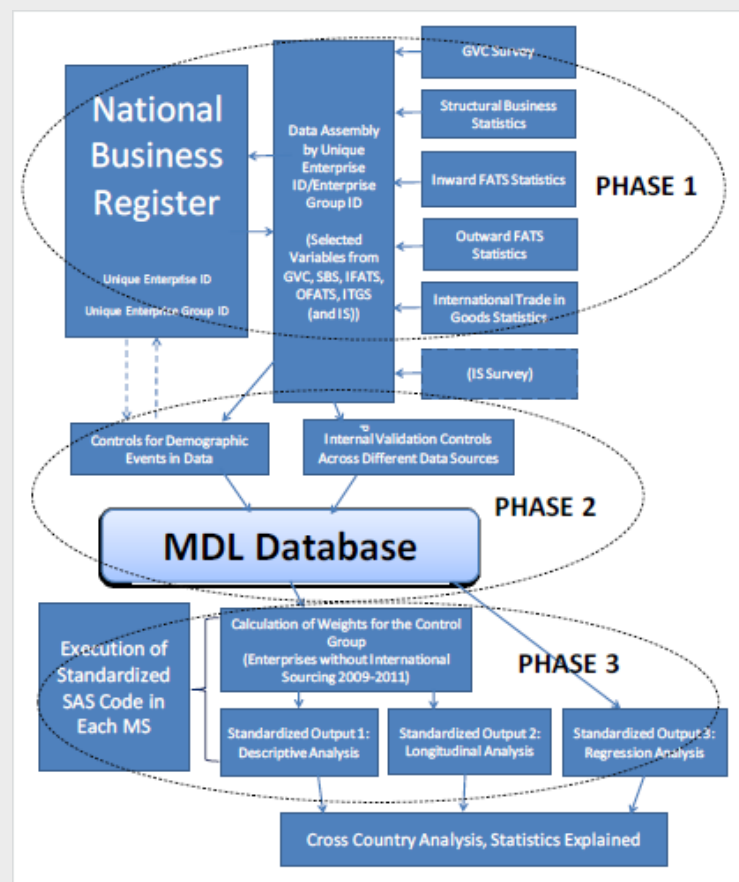 GVC Survey
National
Business
Register
Unique Enterprise ID
Unique Enterprise Group ID
Data Assembly
by Unique
Enterprise
ID/Enterprise
Group ID
(Selected
Variables from
GVC, SBS, IFATS,
OFATS, ITGS
(and IS))
Structural Business
Statistics
Inward FATS Statistics
Outward FATS
Statistics
International Trade in
Goods Statistics
(IS Survey)
PHASE 1
Controls for Demographic
Events in Data
Internal Validation Controls
Across Different Data Sources
PHASE 2
MDL Database
Execution of
Standardized
SAS Code in
Each MS
Calculation of Weights for the Control
Group
(Enterprises without International
Sourcing 2009-2011)
PHASE 3
Standardized Output 1:
Descriptive Analysis
Standardized Output 2:
Longitudinal Analysis
Standardized Output 3:
Regression Analysis
Cross Country Analysis, Statistics Explained